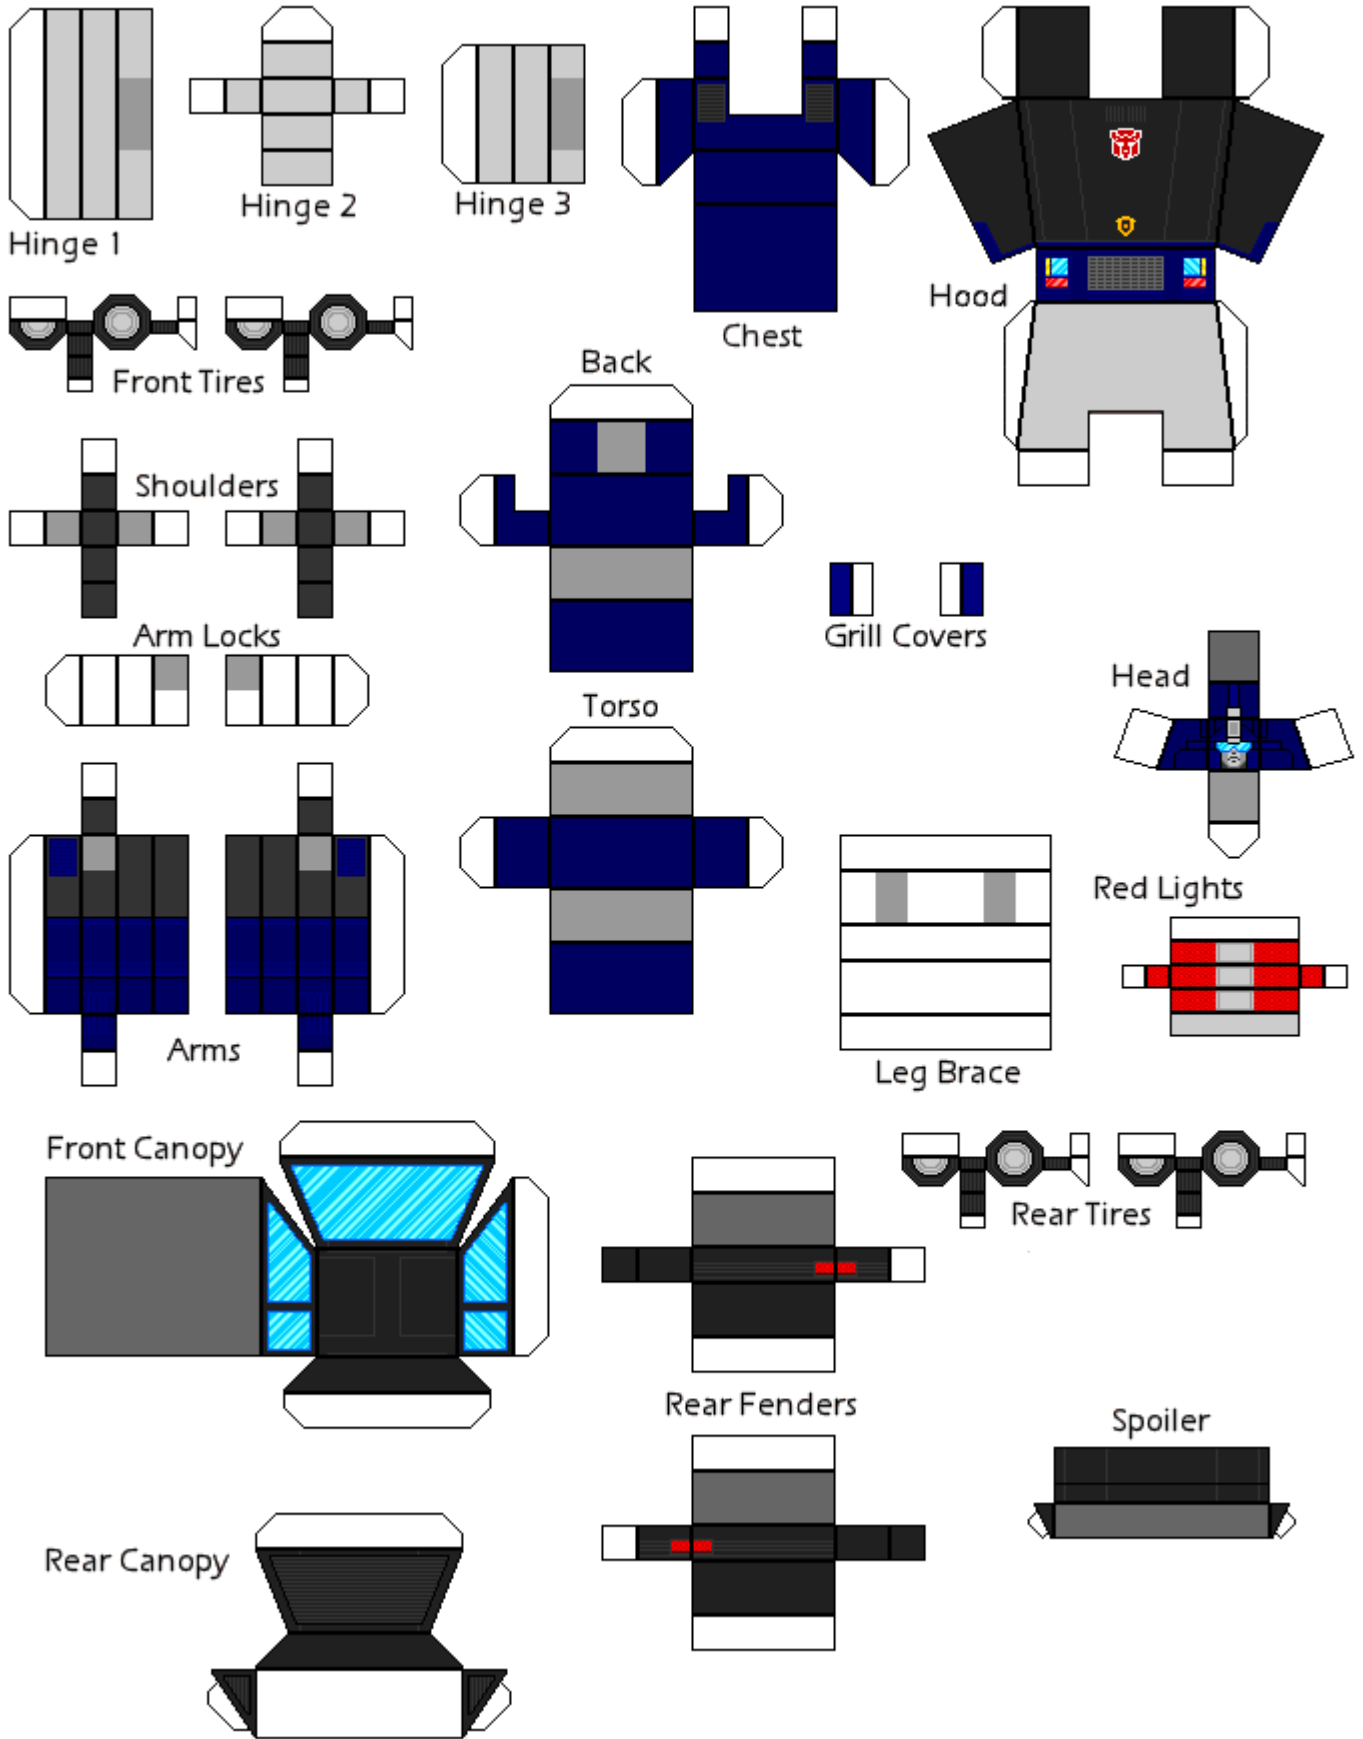 Hinge 1
Hinge 2
Hinge 3
Chest
Hood
Front Tires
Back
Shoulders
Arm Locks
Grill Covers
Head
Torso
Red Lights
Arms
Leg Brace
Front Canopy
Rear Tires
Rear Fenders
Spoiler
Rear Canopy